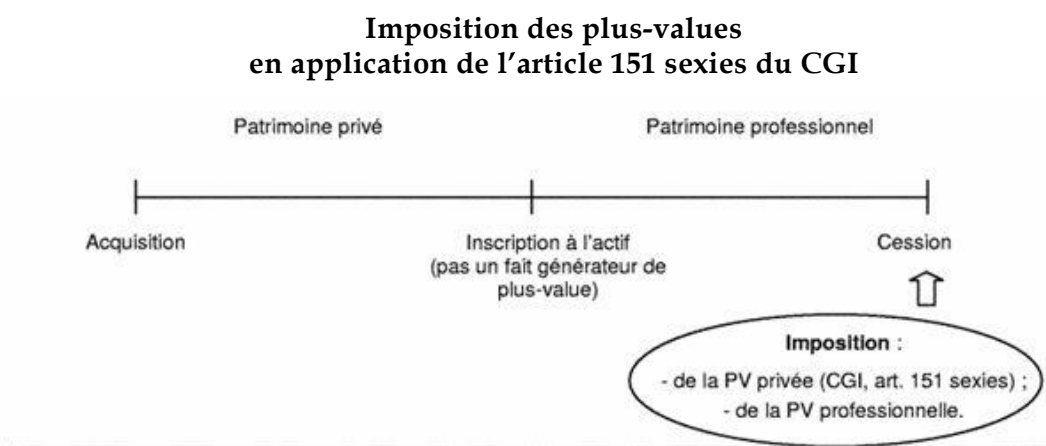 Imposition des plus-values
en application de l’article 151 sexies du CGI
Patrimoine privé
Patrimoine professionnel
Acquisition
Inscription à l'actif
(pas un fait générateur de
plus-value)
Cession
Imposition :
- de la PV privée (CGI, art. 151 sexies) ;
- de la PV professionnelle.